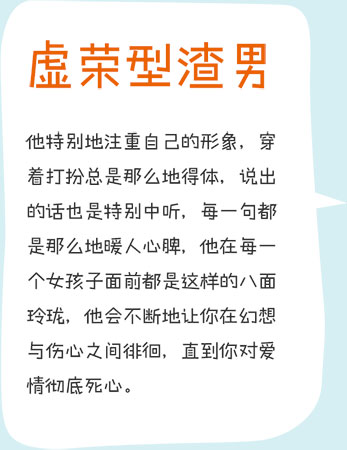 虚荣型渣男
他特别地注重自己的形象，穿
着打扮总是那么地得体，说出
的话也是特别中听，每一句都
是那么地暖人心脾，他在每一
个女孩子面前都是这样的八面
玲珑，他会不断地让你在幻想
与伤心之间徘徊，直到你对爱
情彻底死心。